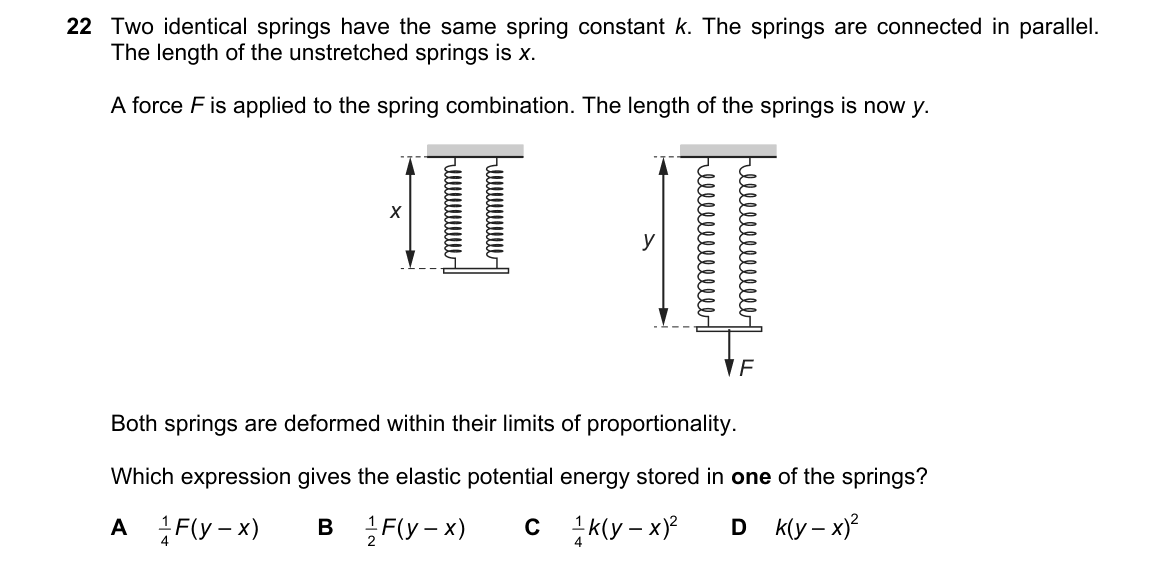 22 Two identical springs have the same spring constant k. The springs are connected in parallel.
The length of the unstretched springs is x.
A force F is applied to the spring combination. The length of the springs is now y.
x
y
F
Both springs are deformed within their limits of proportionality.
Which expression gives the elastic potential energy stored in one of the springs?
A 1/4 F(y – x) B 1/2 F(y – x) C 1/4 k(y – x)² D k(y – x)²